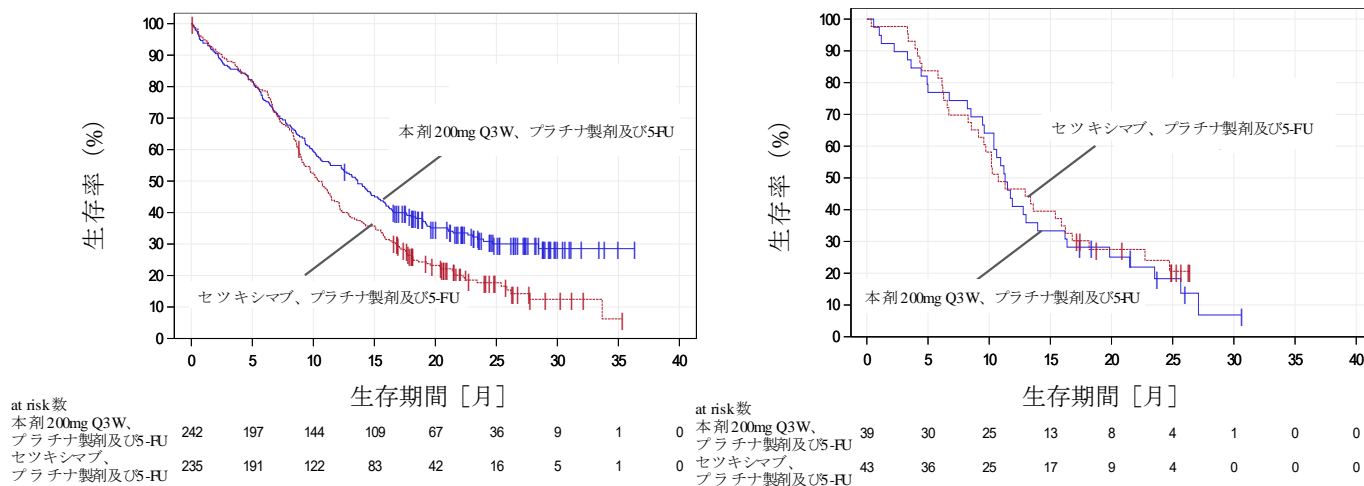 100
90
80
70
60
50
40
30
20
10
0
生存率（%）
本剤200mg Q3W、プラチナ製剤及び5-FU
セツキシマブ、プラチナ製剤及び5-FU
0 5 10 15 20 25 30 35 40
生存期間［月］
at risk数
本剤200mg Q3W、
プラチナ製剤及び5-FU
242 197 144 109 67 36 9 1 0
セツキシマブ、
プラチナ製剤及び5-FU
235 191 122 83 42 16 5 1 0
100
90
80
70
60
50
40
30
20
10
0
生存率（%）
セツキシマブ、プラチナ製剤及び5-FU
本剤200mg Q3W、プラチナ製剤及び5-FU
0 5 10 15 20 25 30 35 40
生存期間［月］
at risk数
本剤200mg Q3W、
プラチナ製剤及び5-FU
39 30 25 13 8 4 1 0 0
セツキシマブ、
プラチナ製剤及び5-FU
43 36 25 17 9 4 0 0 0